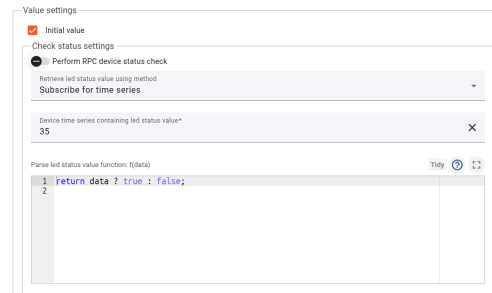 Value settings
Initial value
Check status settings
Perform RPC device status check
Retrieve led status value using method
Subscribe for time series
Device time series containing led status value*
35
Parse led status value function: f(data)
Tidy
1 return data ? true : false;
2